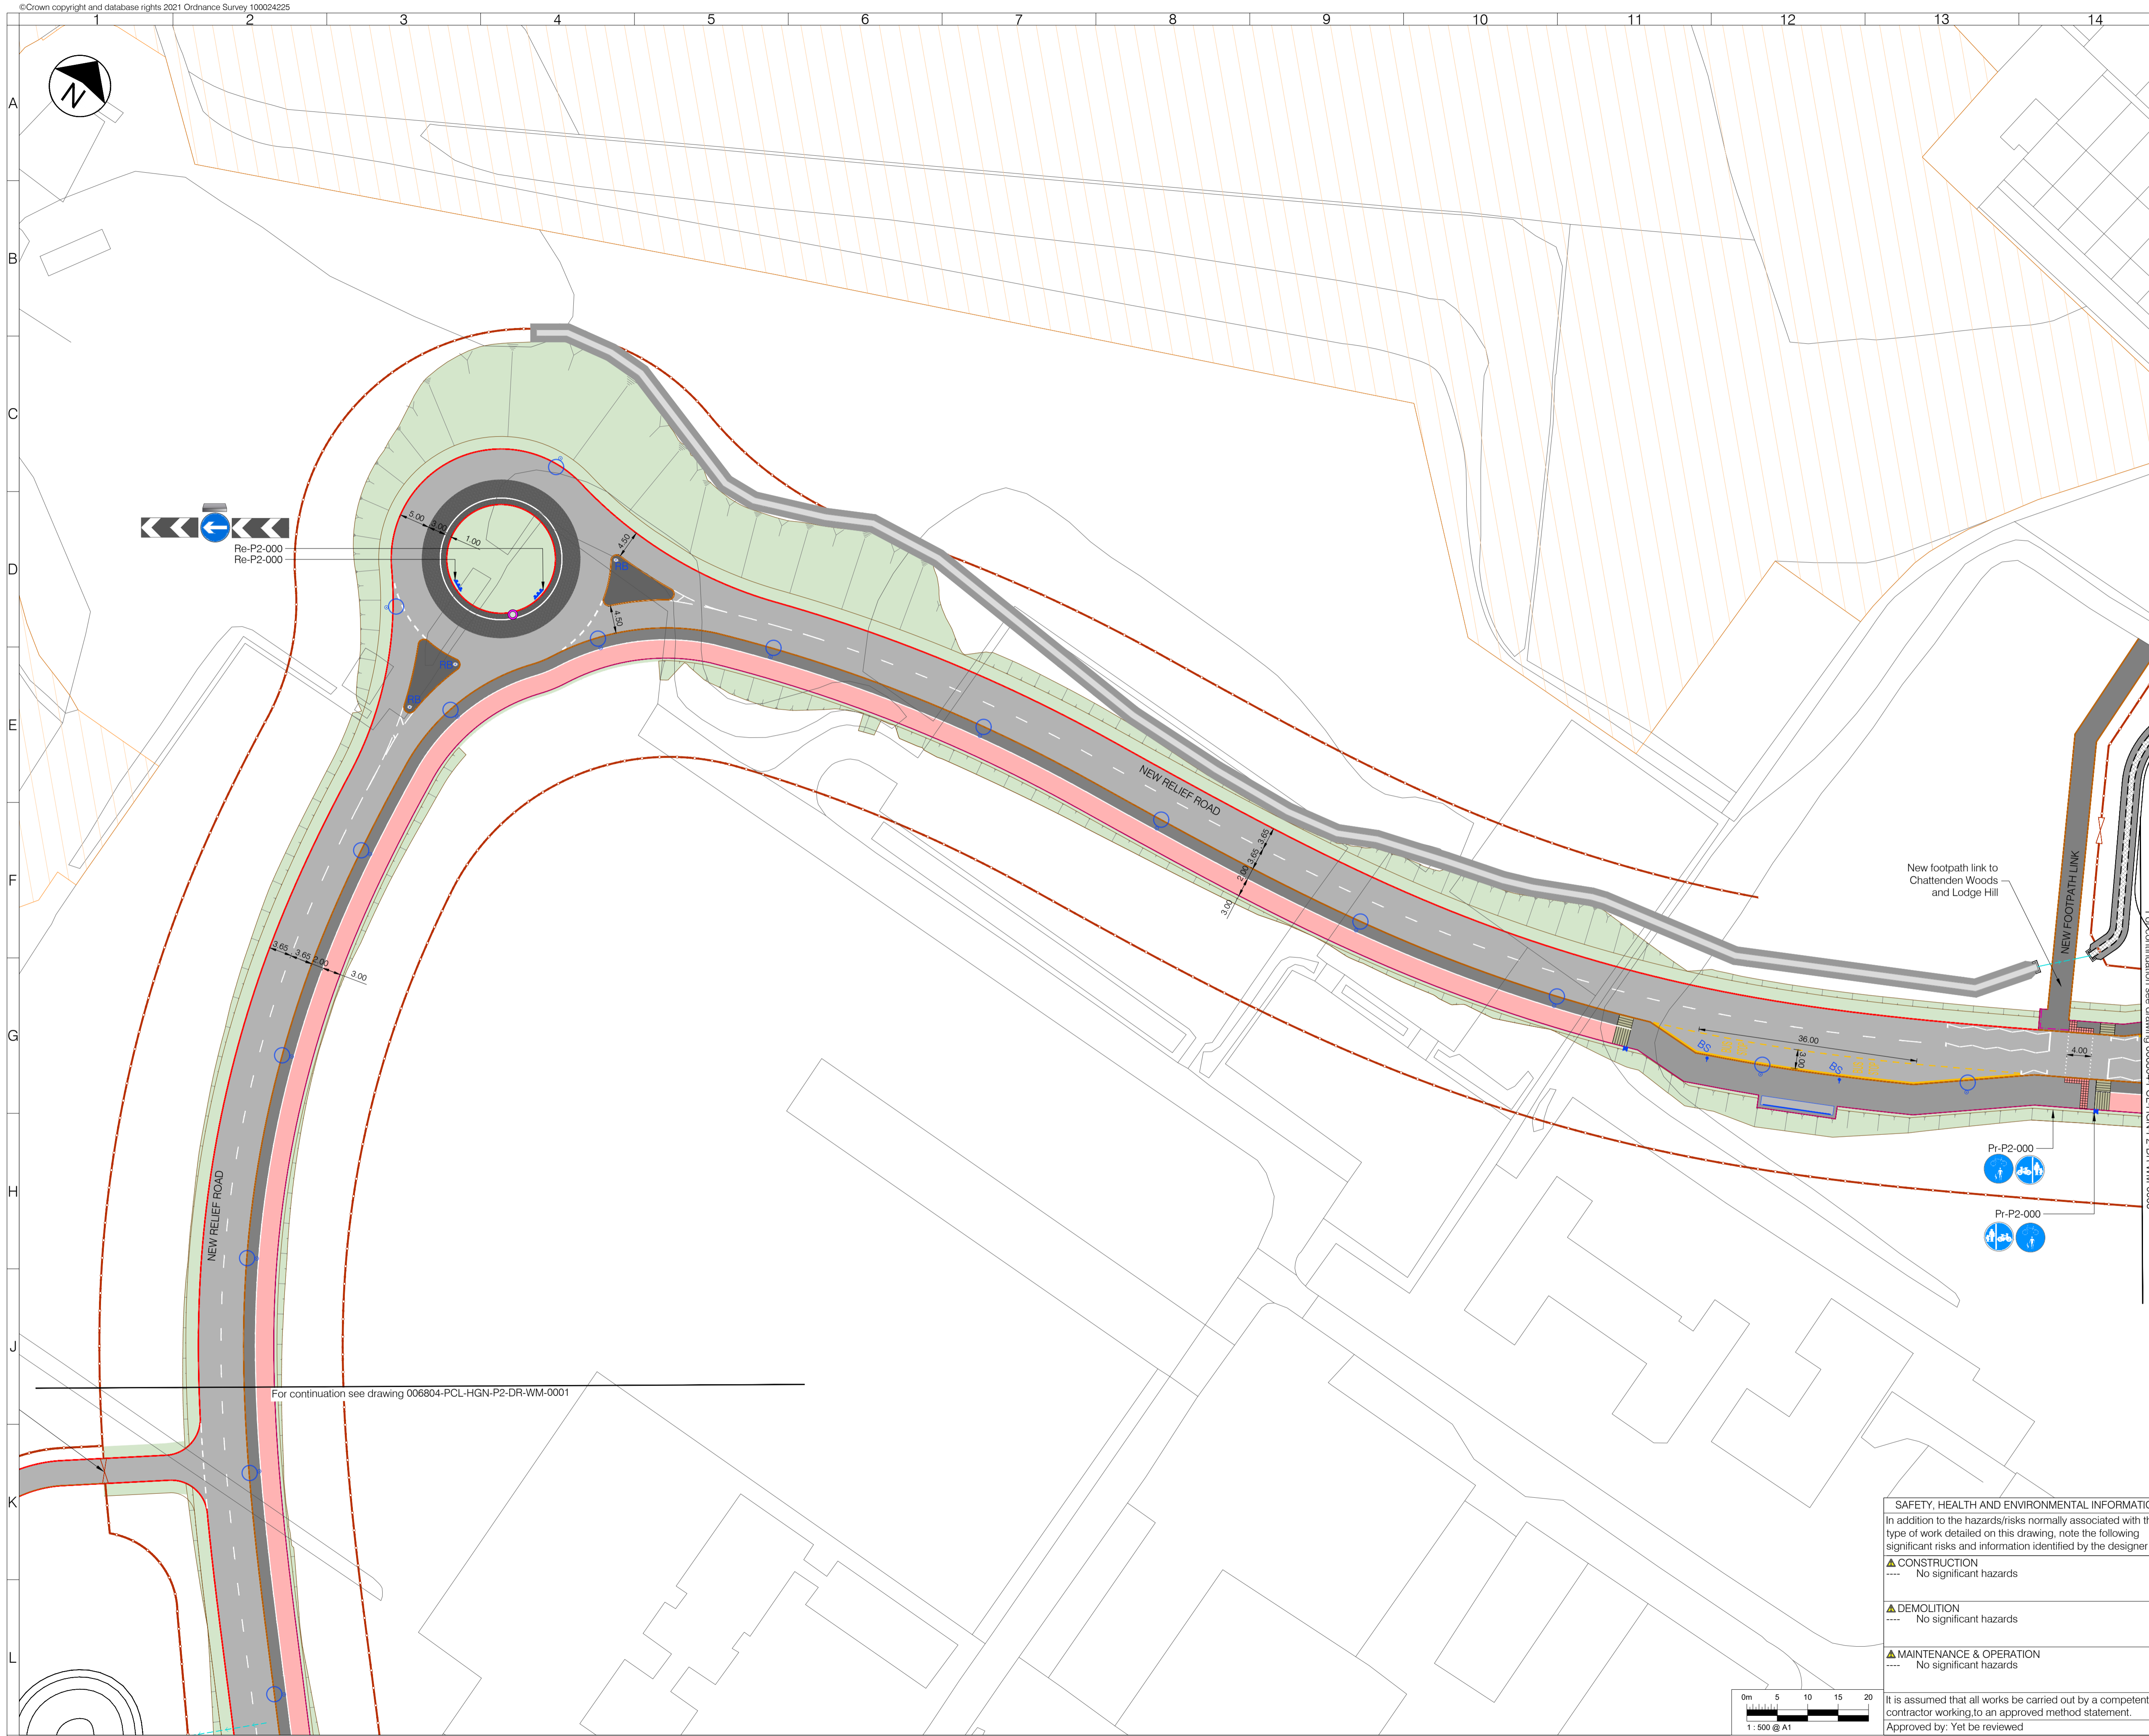 ©Crown copyright and database rights 2021 Ordnance Survey 100024225
1 2 3 4 5 6 7 8 9 10 11 12 13 14
A
N
B
C
D
E
F
G
H
J
K
L
5.00
3.00
1.00
4.50
RB
4.50
Re-P2-000
Re-P2-000
RB
RB
NEW RELIEF ROAD
3.65
3.65
2.00
3.00
New footpath link to
Chattenden Woods
and Lodge Hill
NEW FOOTPATH LINK
3.65
3.65
2.00
3.00
36.00
3.00
BS
BS
4.00
Pr-P2-000
Pr-P2-000
NEW RELIEF ROAD
For continuation see drawing 006804-PCL-HGN-P2-DR-WM-0001
SAFETY, HEALTH AND ENVIRONMENTAL INFORMATIO
In addition to the hazards/risks normally associated with th
type of work detailed on this drawing, note the following
significant risks and information identified by the designer
CONSTRUCTION
---- No significant hazards
DEMOLITION
---- No significant hazards
MAINTENANCE & OPERATION
---- No significant hazards
It is assumed that all works be carried out by a competent
contractor working,to an approved method statement.
Approved by: Yet be reviewed
0m 5 10 15 20
1 : 500 @ A1